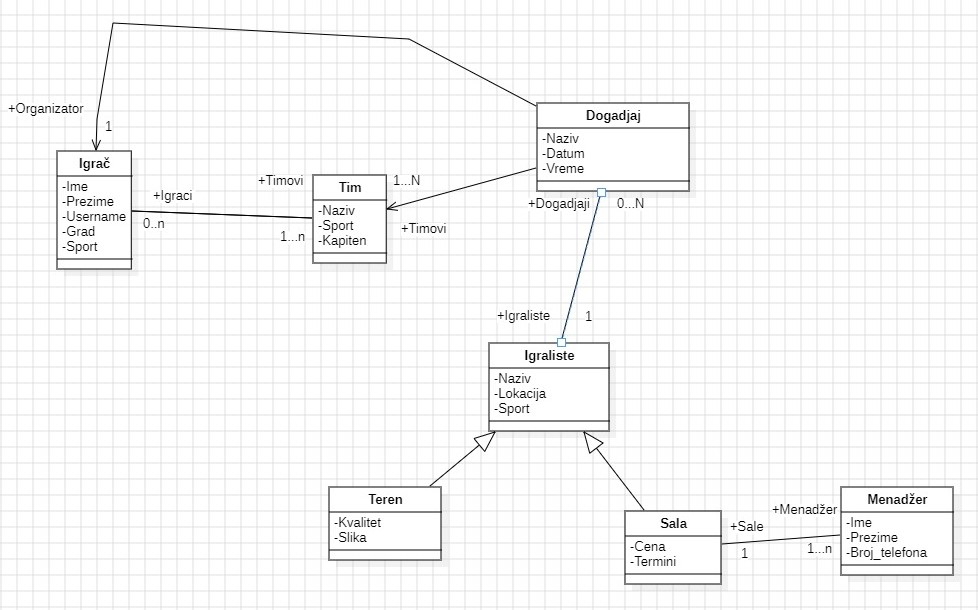 +Organizator
1
Igrač
-Ime
-Prezime
-Username
-Grad
-Sport
+Igraci
0..n
+Timovi
1...n
Tim
-Naziv
-Sport
-Kapiten
1...N
+Timovi
Dogadjaj
-Naziv
-Datum
-Vreme
+Dogadjaji
0...N
+Igraliste
1
Igraliste
-Naziv
-Lokacija
-Sport
Teren
-Kvalitet
-Slika
Sala
-Cena
-Termini
+Sale
1
+Menadžer
1...n
Menadžer
-Ime
-Prezime
-Broj_telefona